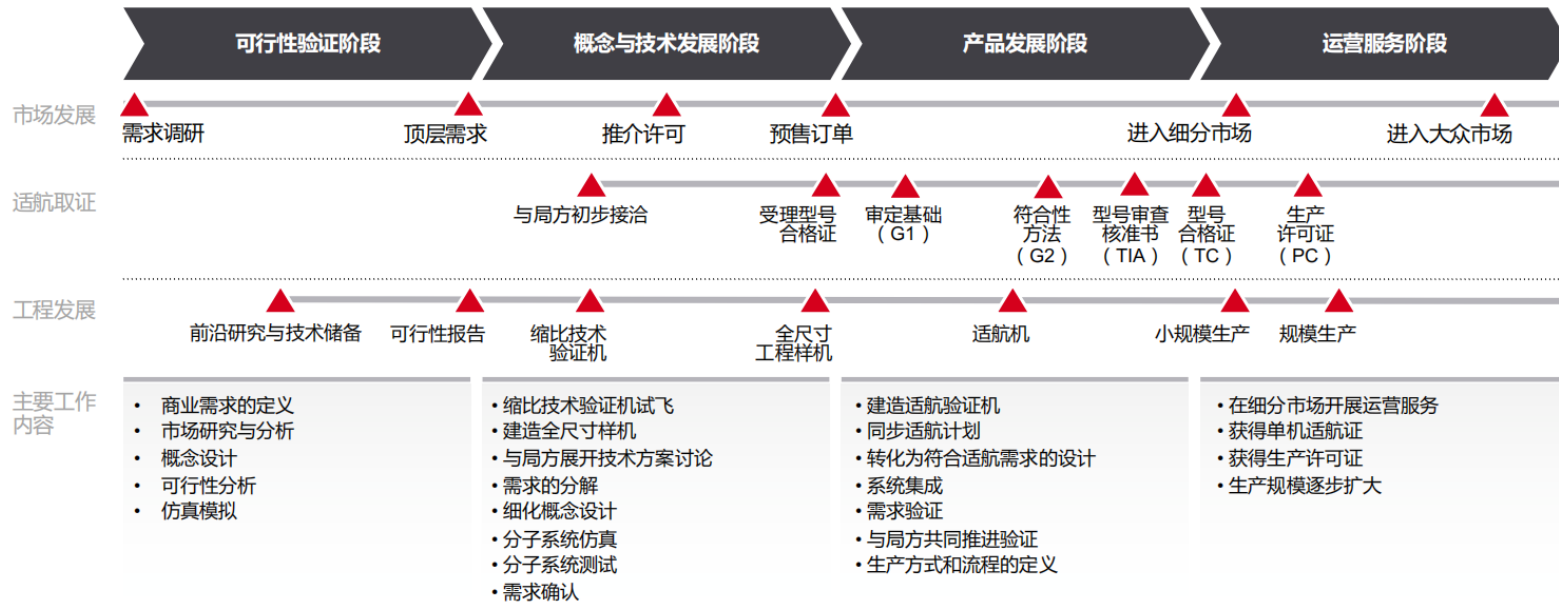 可行性验证阶段
概念与技术发展阶段
产品发展阶段
运营服务阶段
市场发展
需求调研
顶层需求
推介许可
预售订单
进入细分市场
进入大众市场
适航取证
与局方初步接洽
受理型号
合格证
审定基础
（G1）
符合性
方法
（G2）
型号审查
核准书
（TIA）
型号
合格证
（TC）
生产
许可证
（PC）
工程发展
前沿研究与技术储备
可行性报告
缩比技术
验证机
全尺寸
工程样机
适航机
小规模生产
规模生产
主要工作
内容
• 商业需求的定义
• 市场研究与分析
• 概念设计
• 可行性分析
• 仿真模拟
• 缩比技术验证机试飞
• 建造全尺寸样机
• 与局方展开技术方案讨论
• 需求的分解
• 细化概念设计
• 分子系统仿真
• 分子系统测试
• 需求确认
• 建造适航验证机
• 同步适航计划
• 转化为符合适航需求的设计
• 系统集成
• 需求验证
• 与局方共同推进验证
• 生产方式和流程的定义
• 在细分市场开展运营服务
• 获得单机适航证
• 获得生产许可证
• 生产规模逐步扩大